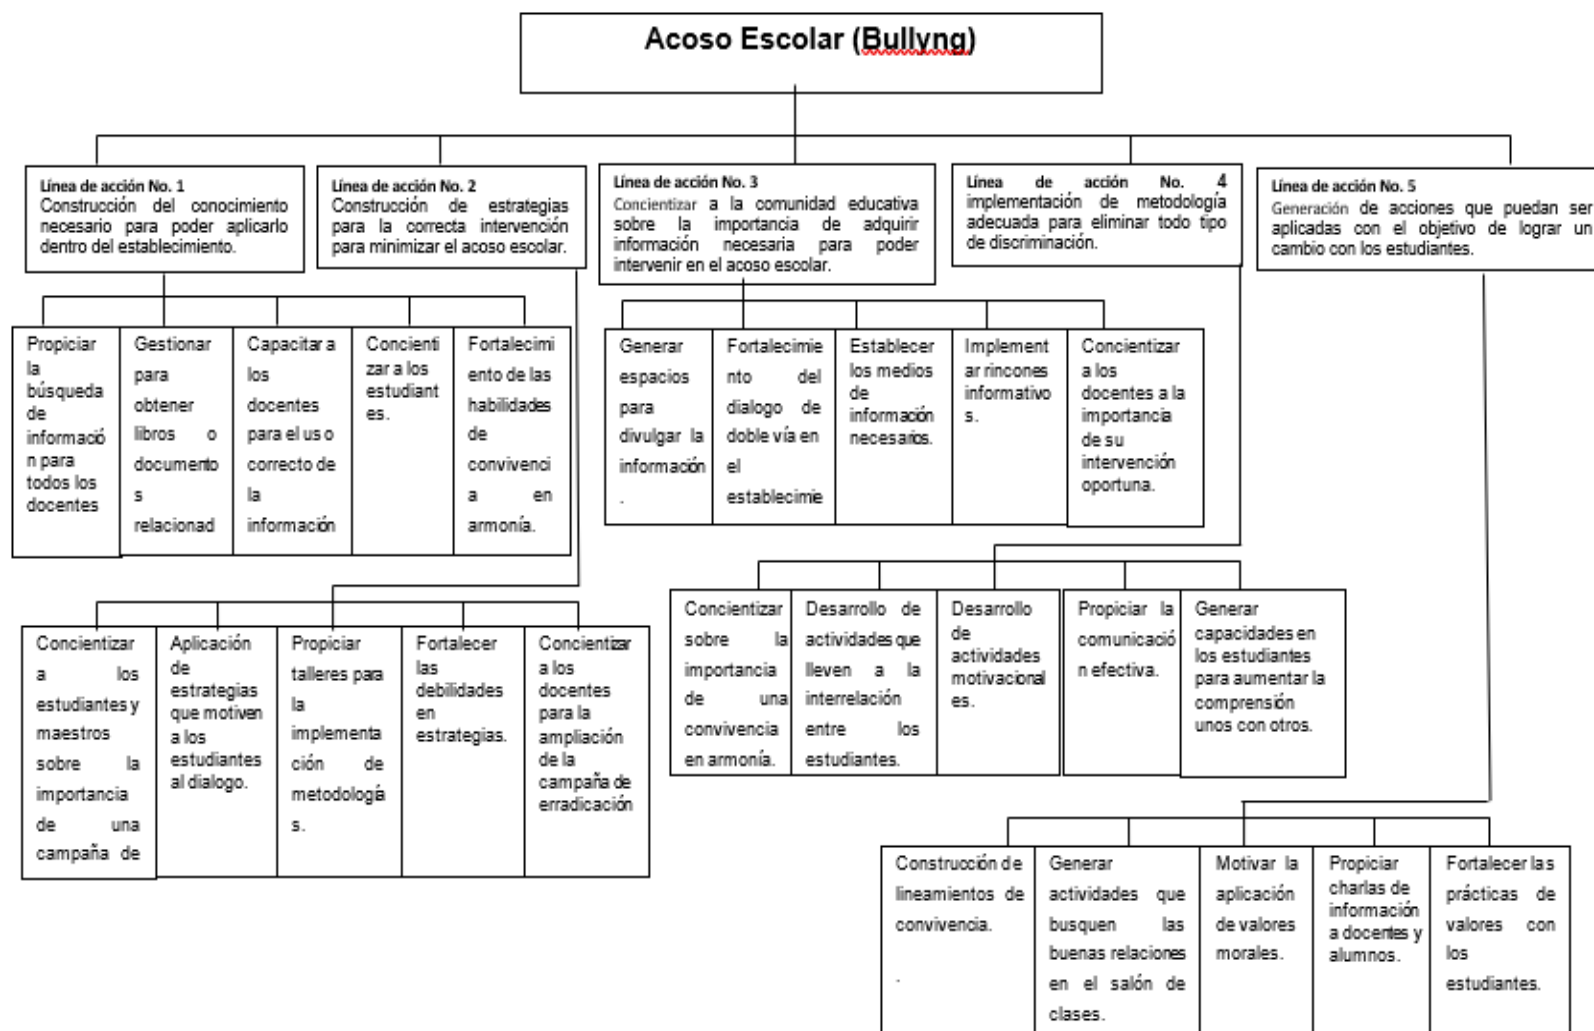 Acoso Escolar (Bullyng)
Línea de acción No. 1
Construcción del conocimiento
necesario para poder aplicarlo
dentro del establecimiento.
Línea de acción No. 2
Construcción de estrategias
para la correcta intervención
para minimizar el acoso escolar.
Línea de acción No. 3
Concientizar a la comunidad educativa
sobre la importancia de adquirir
información necesaria para poder
intervenir en el acoso escolar.
Línea de acción No. 4
implementación de metodología
adecuada para eliminar todo tipo
de discriminación.
Línea de acción No. 5
Generación de acciones que puedan ser
aplicadas con el objetivo de lograr un
cambio con los estudiantes.
Propiciar
la
búsqueda
de
informació
n para
todos los
docentes
Gestionar
para
obtener
libros o
documento
s
relacionad
Capacitar a
los
docentes
para el uso
correcto de
la
información
Concienti
zar a los
estudiant
es.
Fortalecimi
ento de las
habilidades
de
convivenci
a en
armonía.
Generar
espacios
para
divulgar la
información
.
Fortalecimie
nto del
dialogo de
doble vía en
el
establecimie
Establecer
los medios
de
información
necesarios.
Implement
ar rincones
informativo
s.
Concientizar
a los
docentes a la
importancia
de su
intervención
oportuna.
Concientizar
a los
estudiantes y
maestros
sobre la
importancia
de una
campaña de
Aplicación
de
estrategias
que motiven
a los
estudiantes
al dialogo.
Propiciar
talleres para
la
implementa
ción de
metodología
s.
Fortalecer
las
debilidades
en
estrategias.
Concientizar
a los
docentes
para la
ampliación
de la
campaña de
erradicación
Concientizar
sobre la
importancia
de una
convivencia
en armonía.
Desarrollo de
actividades que
lleven a la
interrelación
entre los
estudiantes.
Desarrollo
de
actividades
motivacional
es.
Propiciar la
comunicació
n efectiva.
Generar
capacidades en
los estudiantes
para aumentar la
comprensión
unos con otros.
Construcción de
lineamientos de
convivencia.
.
Generar
actividades que
busquen las
buenas relaciones
en el salón de
clases.
Motivar la
aplicación
de valores
morales.
Propiciar
charlas de
información
a docentes y
alumnos.
Fortalecer las
prácticas de
valores con
los
estudiantes.